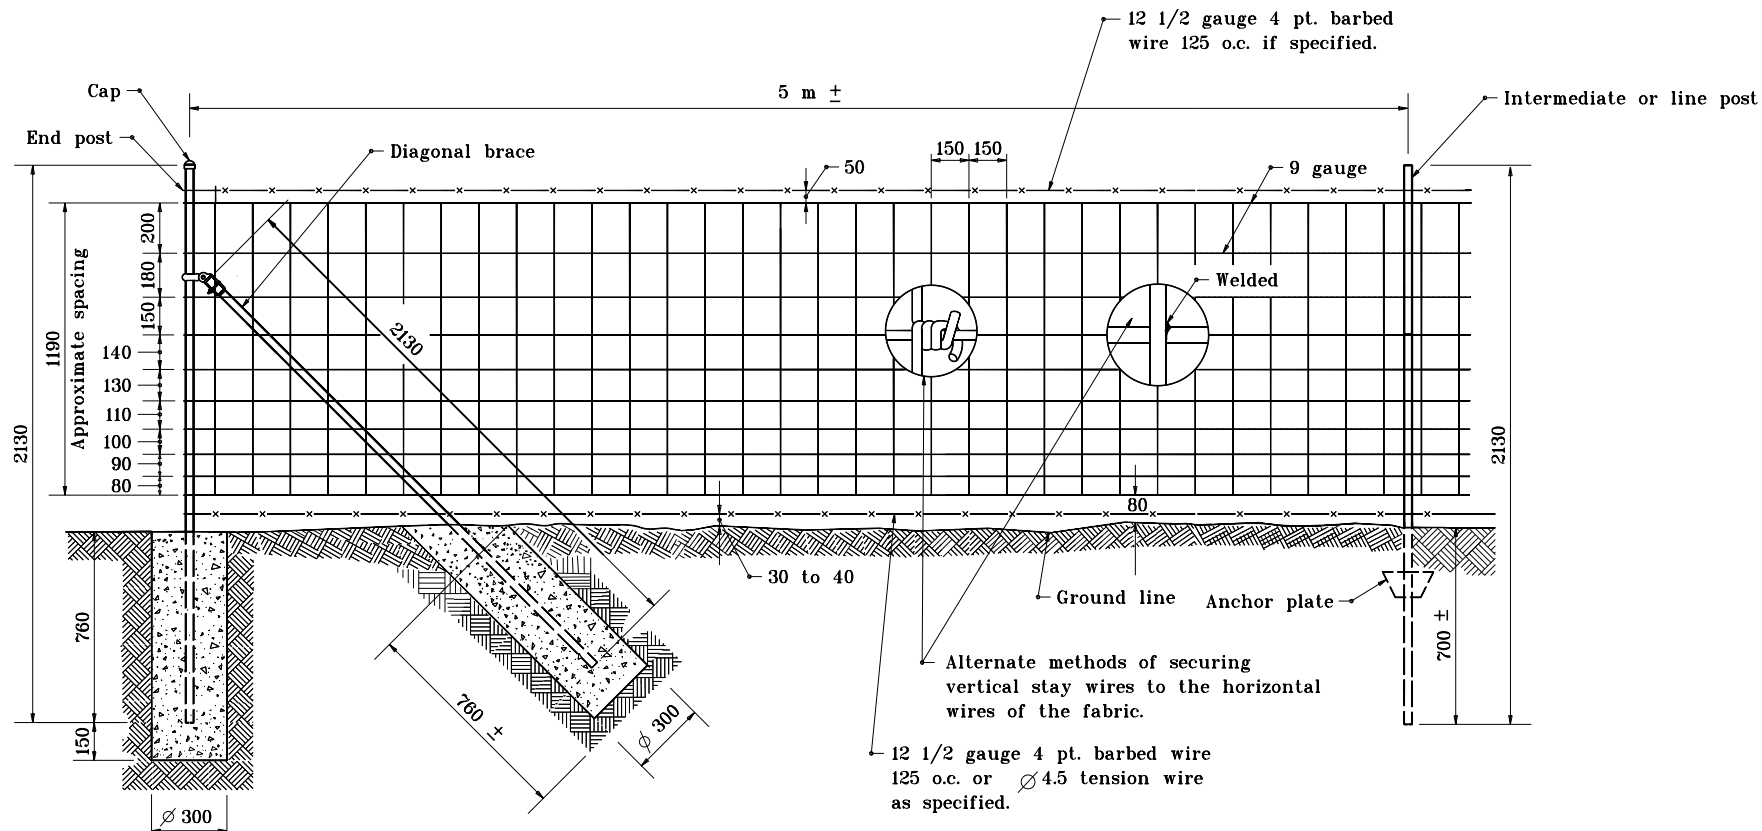 12 1/2 gauge 4 pt. barbed
wire 125 o.c. if specified.
Cap
5 m ±
Intermediate or line post
End post
Diagonal brace
150 150
50
9 gauge
200
180
150
140
130
110
100
90
80
Approximate spacing
1190
2130
2130
Welded
80
2130
30 to 40
Ground line
Anchor plate
700 ±
760
150
Ø 300
760 ±
Ø 300
Alternate methods of securing
vertical stay wires to the horizontal
wires of the fabric.
12 1/2 gauge 4 pt. barbed wire
125 o.c. or Ø 4.5 tension wire
as specified.